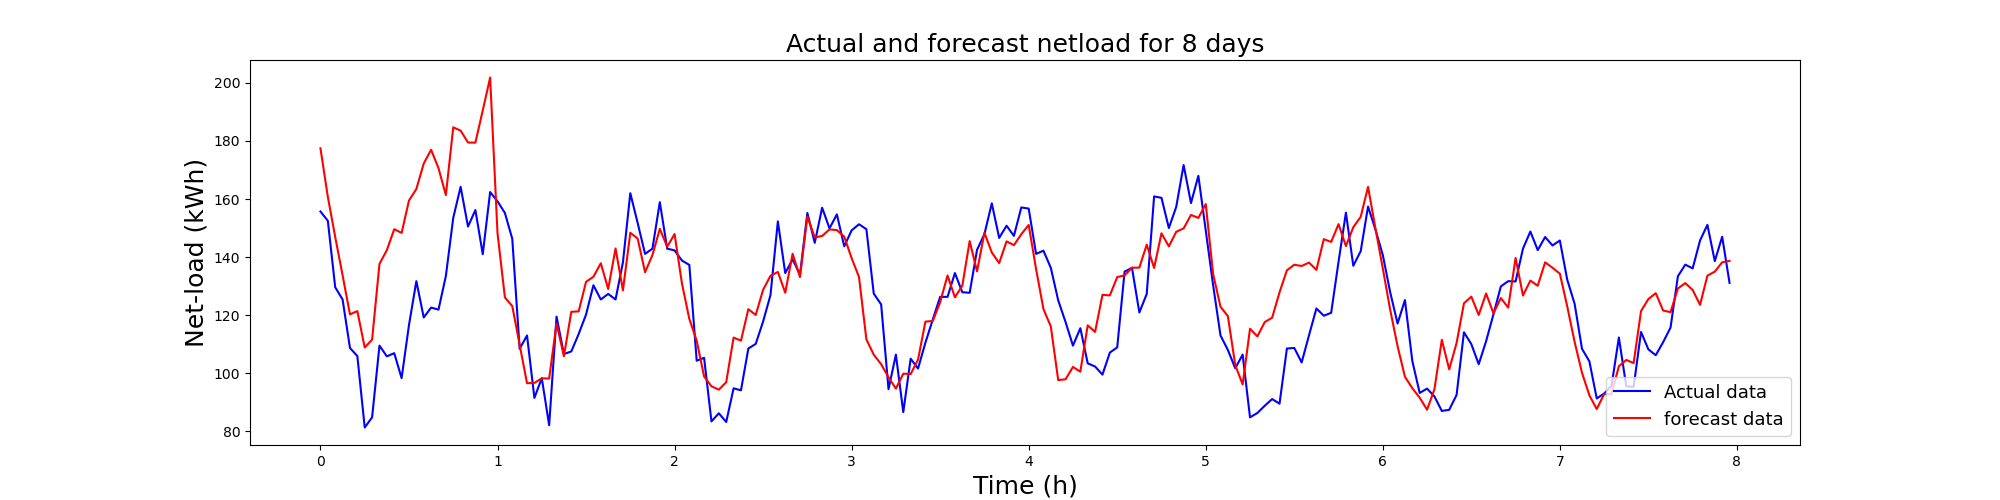 Actual and forecast netload for 8 days
Net-load (kWh)
200
180
160
140
120
100
80
0 1 2 3 4 5 6 7 8
Time (h)
Actual data
forecast data